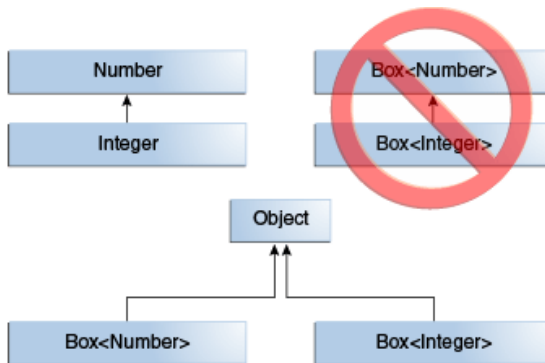 Number
Box<Number>
Integer
Box<Integer>
Object
Box<Number>
Box<Integer>